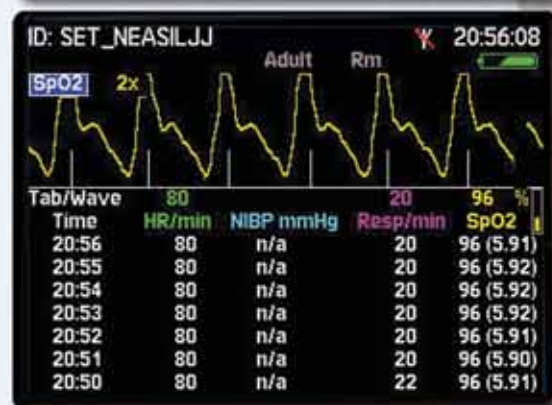 ID: SET_NEASILJJ 20:56:08
Adult Rm
SpO2 2x
Tab/Wave 80 20 96 %
Time HR/min NIBP mmHg Resp/min SpO2
20:56 80 n/a 20 96 (5.91)
20:55 80 n/a 20 96 (5.92)
20:54 80 n/a 20 96 (5.92)
20:53 80 n/a 20 96 (5.92)
20:52 80 n/a 20 96 (5.91)
20:51 80 n/a 20 96 (5.90)
20:50 80 n/a 22 96 (5.91)